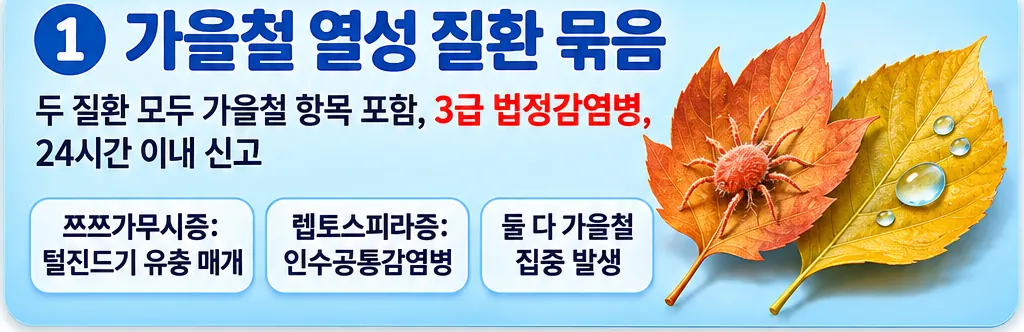 1 가을철 열성 질환 묶음
두 질환 모두 가을철 항목 포함, 3급 법정감염병,
24시간 이내 신고
쯔쯔가무시증:
털진드기 유충 매개
렙토스피라증:
인수공통감염병
둘 다 가을철
집중 발생